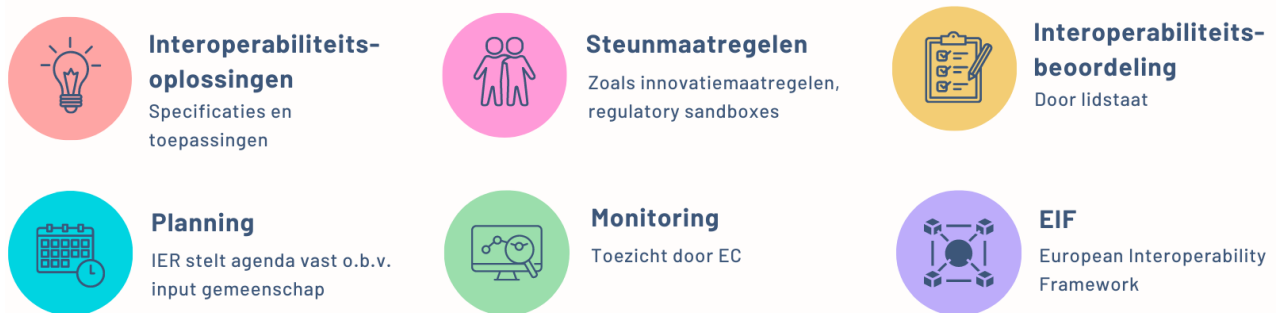 Interoperabiliteits-
oplossingen
Specificaties en
toepassingen
Steunmaatregelen
Zoals innovatiemaatregelen,
regulatory sandboxes
Interoperabiliteits-
beoordeling
Door lidstaat
Planning
IER stelt agenda vast o.b.v.
input gemeenschap
Monitoring
Toezicht door EC
EIF
European Interoperability
Framework